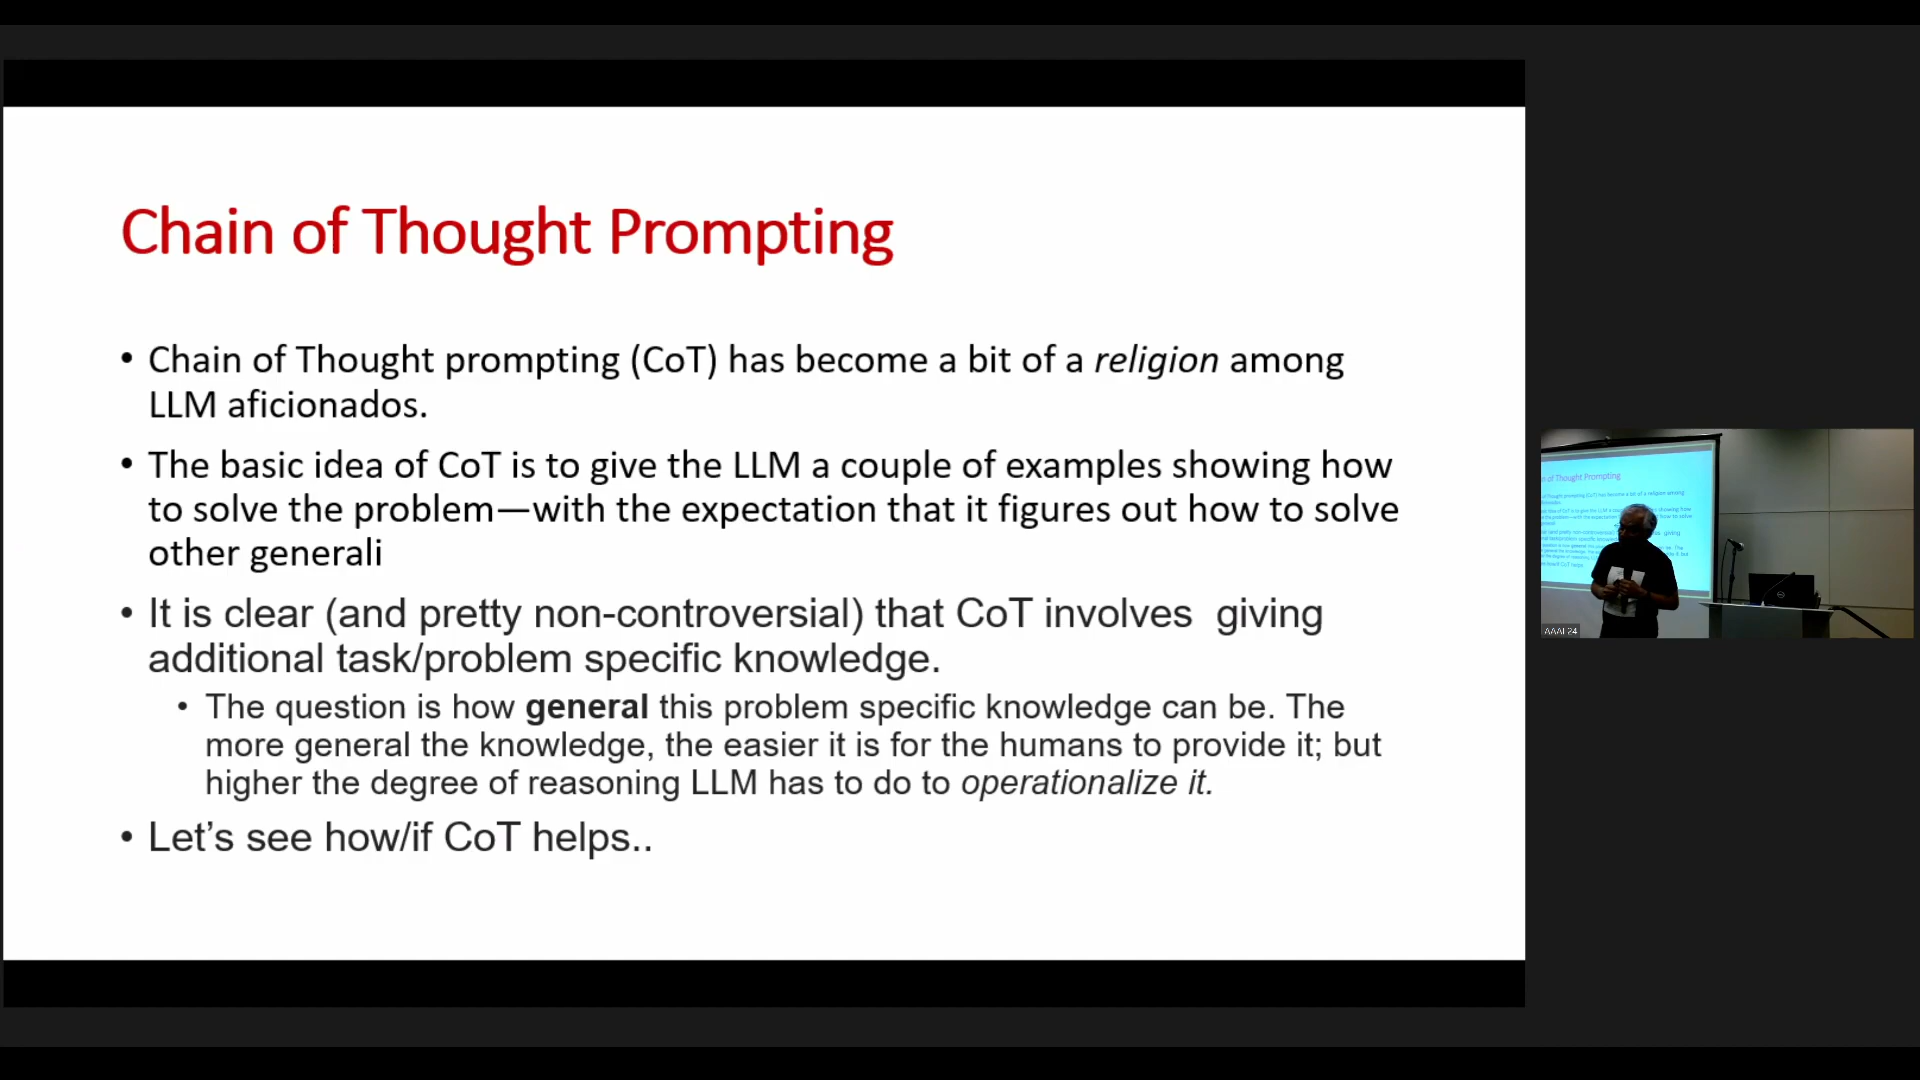 Chain of Thought Prompting
• Chain of Thought prompting (CoT) has become a bit of a religion among
LLM aficionados.
• The basic idea of CoT is to give the LLM a couple of examples showing how
to solve the problem—with the expectation that it figures out how to solve
other generali
• It is clear (and pretty non-controversial) that CoT involves  giving
additional task/problem specific knowledge.
• The question is how general this problem specific knowledge can be. The
more general the knowledge, the easier it is for the humans to provide it; but
higher the degree of reasoning LLM has to do to operationalize it.
• Let’s see how/if CoT helps..
of Thought Prompting
AAAI 24